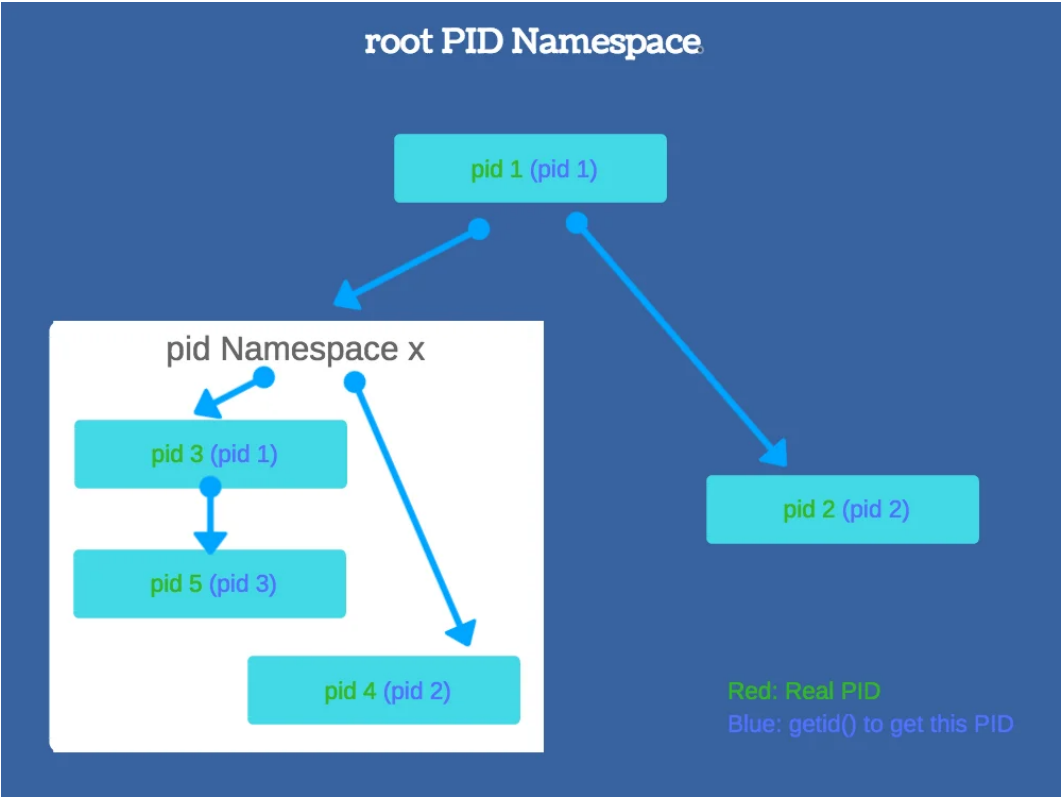 root PID Namespace
pid 1 (pid 1)
pid Namespace x
pid 3 (pid 1)
pid 5 (pid 3)
pid 4 (pid 2)
pid 2 (pid 2)
Red: Real PID
Blue: getid() to get this PID